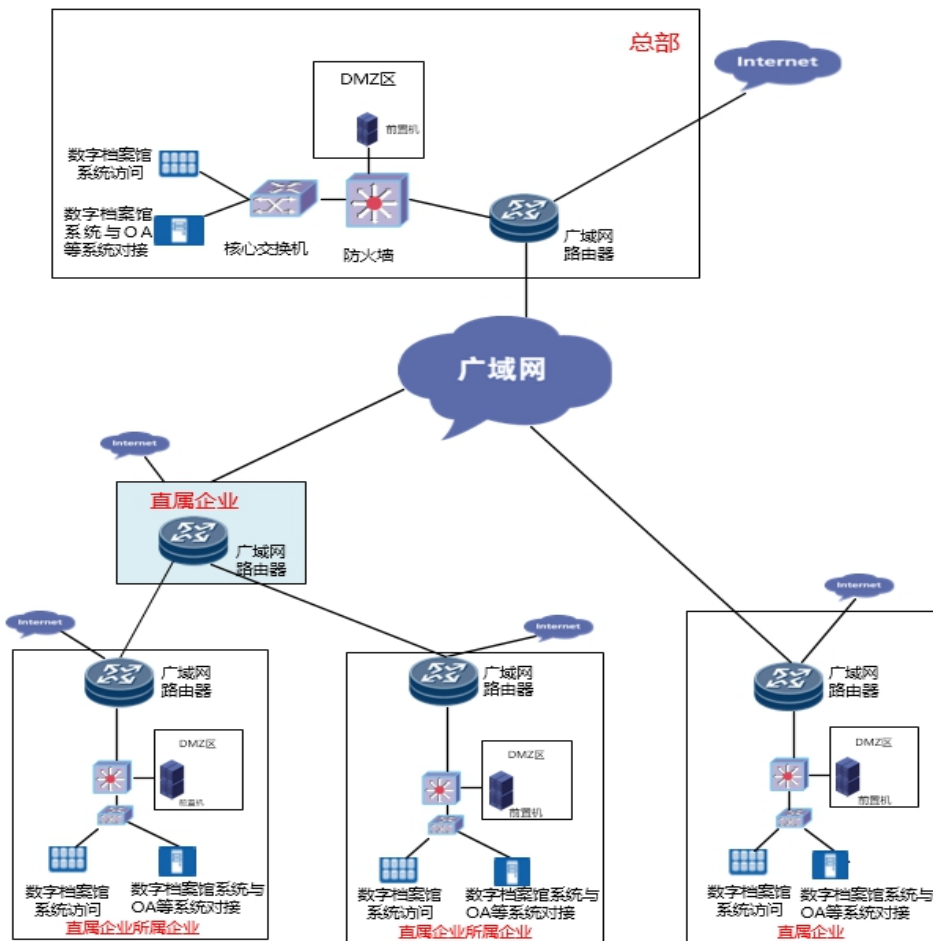 总部
Internet
DMZ区
前置机
数字档案馆
系统访问
数字档案馆
系统与OA
等系统对接
核心交换机
防火墙
广域网
路由器
广域网
Internet
直属企业
广域网
路由器
Internet
广域网
路由器
DMZ区
前置机
数字档案馆
系统访问
数字档案馆系统与
OA等系统对接
直属企业所属企业
Internet
广域网
路由器
DMZ区
前置机
数字档案馆
系统访问
数字档案馆系统与
OA等系统对接
直属企业所属企业
Internet
广域网
路由器
DMZ区
前置机
数字档案馆
系统访问
数字档案馆系统与
OA等系统对接
直属企业